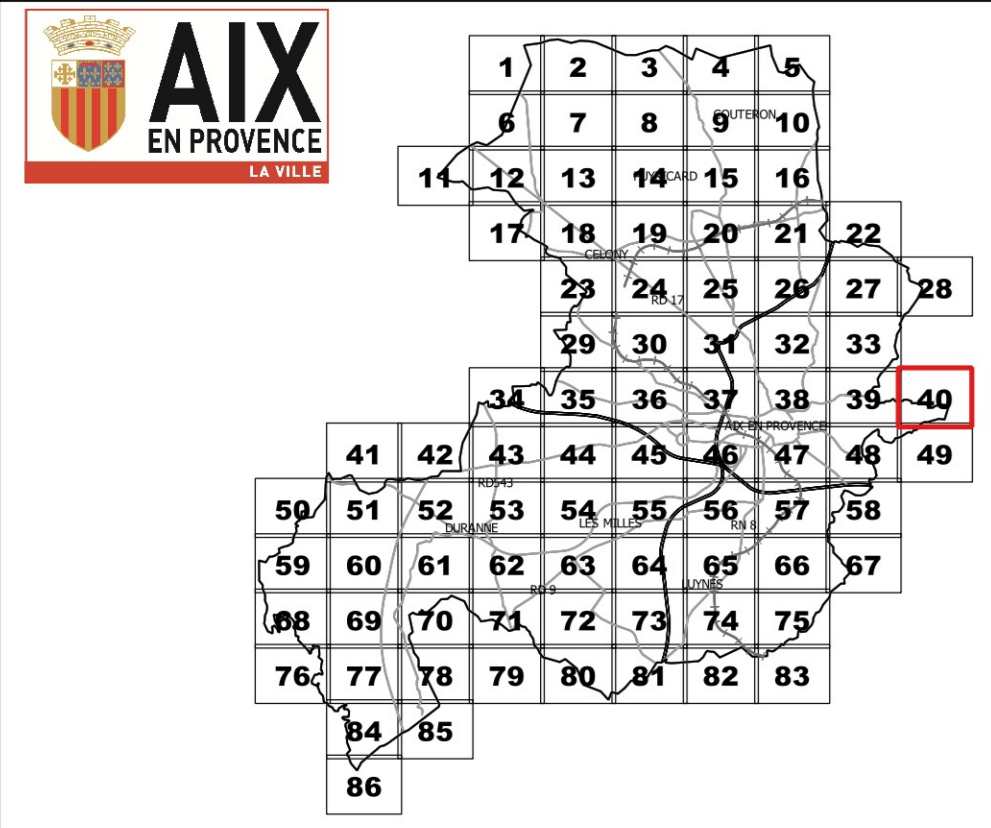 AIX
EN PROVENCE
LA VILLE
1 2 3 4 5
COUTERON
6 7 8 9 10
11 12 13 14 15 16
PUYRICARD
17 18 19 20 21 22
CELONY
23 24 25 26 27 28
RD 17
29 30 31 32 33
34 35 36 37 38 39 40
AIX EN PROVENCE
41 42 43 44 45 46 47 48 49
RD543
50 51 52 53 54 55 56 57 58
DURANNE
LES MILLES
RN 8
59 60 61 62 63 64 65 66 67
RD 9
LUYNES
68 69 70 71 72 73 74 75
76 77 78 79 80 81 82 83
84 85
86